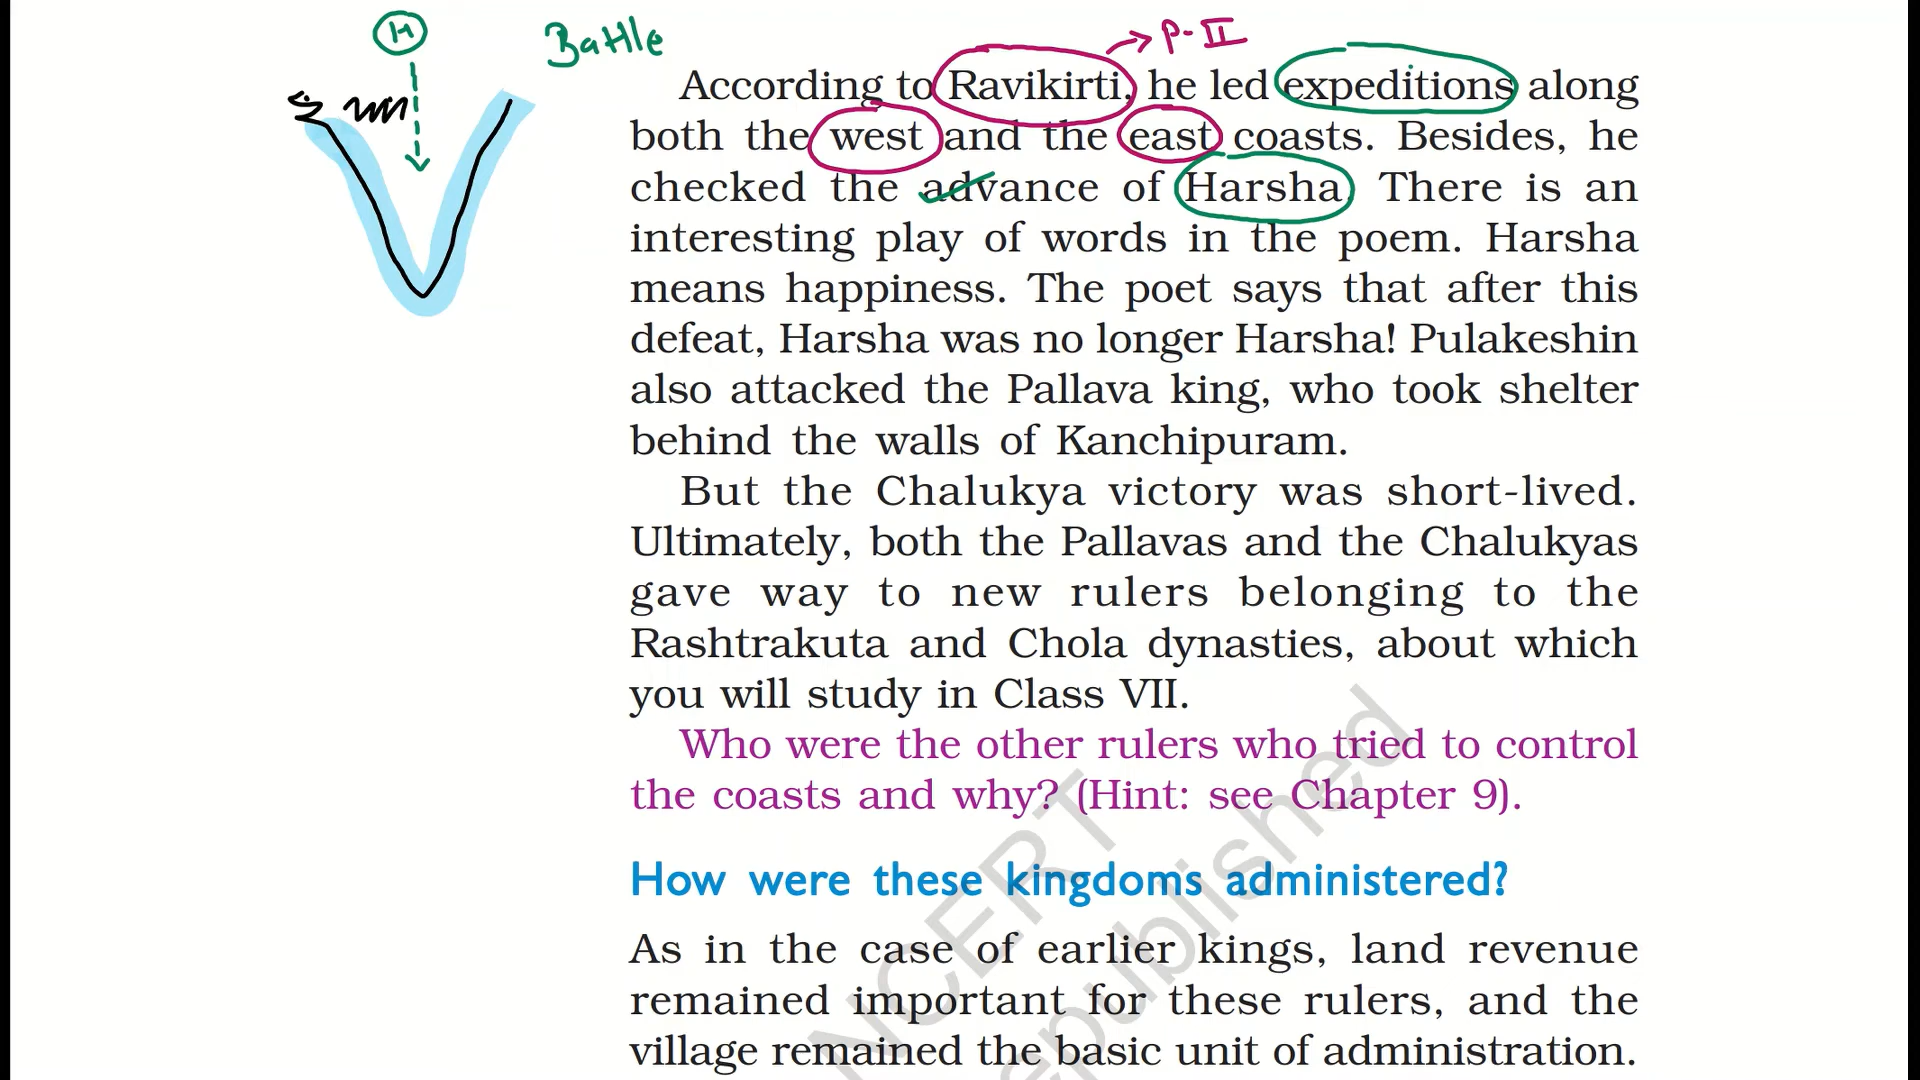 H
Battle
P-II
According to Ravikirti, he led expeditions along
both the west and the east coasts. Besides, he
checked the advance of Harsha. There is an
interesting play of words in the poem. Harsha
means happiness. The poet says that after this
defeat, Harsha was no longer Harsha! Pulakeshin
also attacked the Pallava king, who took shelter
behind the walls of Kanchipuram.
But the Chalukya victory was short-lived.
Ultimately, both the Pallavas and the Chalukyas
gave way to new rulers belonging to the
Rashtrakuta and Chola dynasties, about which
you will study in Class VII.
Who were the other rulers who tried to control
the coasts and why? (Hint: see Chapter 9).
How were these kingdoms administered?
As in the case of earlier kings, land revenue
remained important for these rulers, and the
village remained the basic unit of administration.
NCERT
republished